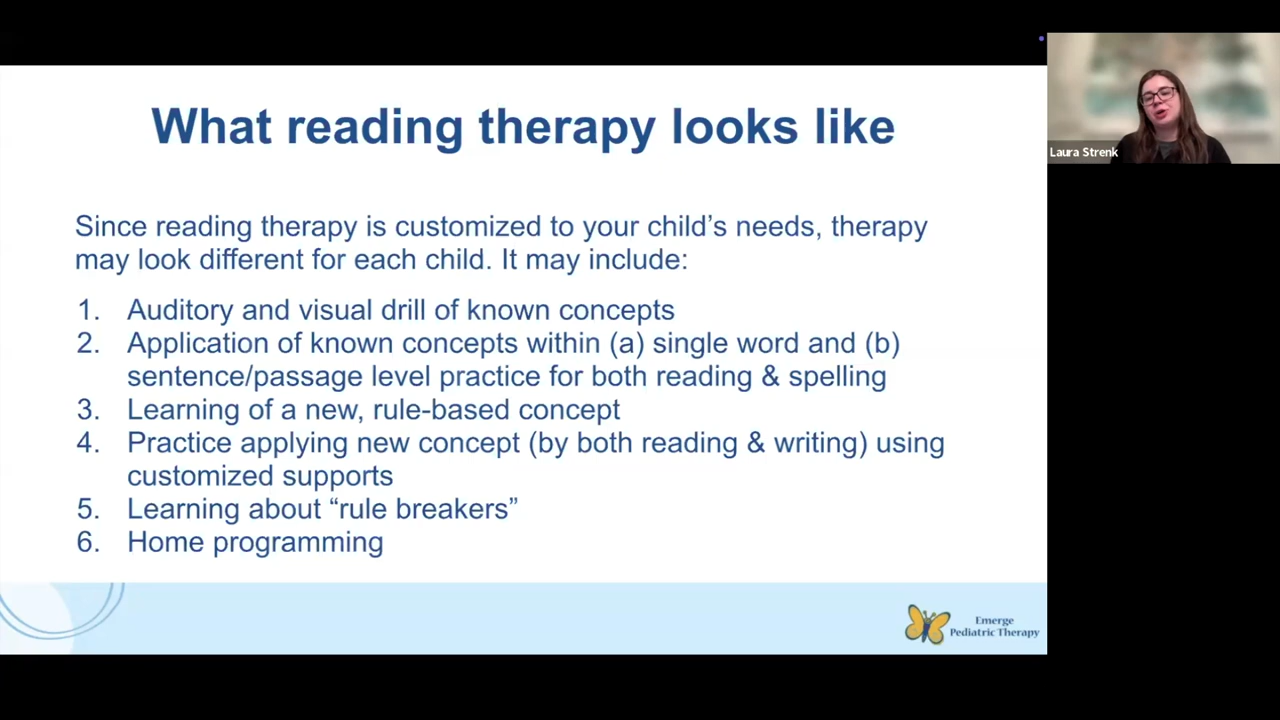 What reading therapy looks like
Laura Strenk
Since reading therapy is customized to your child’s needs, therapy
may look different for each child. It may include:
1. Auditory and visual drill of known concepts
2. Application of known concepts within (a) single word and (b)
sentence/passage level practice for both reading & spelling
3. Learning of a new, rule-based concept
4. Practice applying new concept (by both reading & writing) using
customized supports
5. Learning about “rule breakers”
6. Home programming
Emerge
Pediatric Therapy